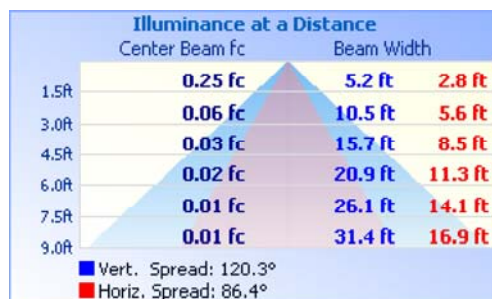 Illuminance at a Distance
Center Beam fc Beam Width
1.5ft 0.25 fc 5.2 ft 2.8 ft
3.0ft 0.06 fc 10.5 ft 5.6 ft
4.5ft 0.03 fc 15.7 ft 8.5 ft
6.0ft 0.02 fc 20.9 ft 11.3 ft
7.5ft 0.01 fc 26.1 ft 14.1 ft
9.0ft 0.01 fc 31.4 ft 16.9 ft
Vert. Spread: 120.3°
Horiz. Spread: 86.4°